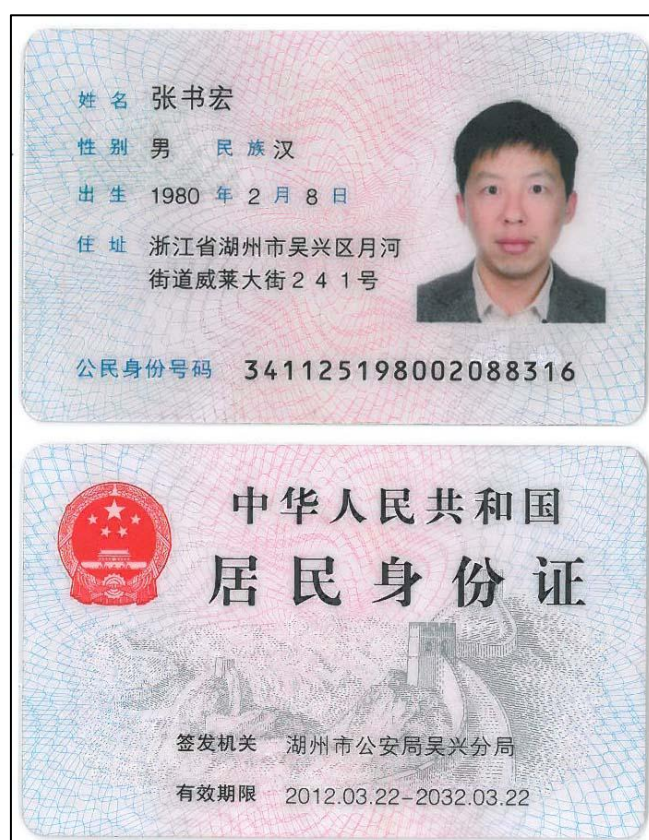 姓名 张书宏
性别 男 民族 汉
出生 1980 年 2 月 8 日
住址 浙江省湖州市吴兴区月河
街道威莱大街２４１号
公民身份号码 341125198002088316
中华人民共和国
居民身份证
签发机关 湖州市公安局吴兴分局
有效期限 2012.03.22-2032.03.22